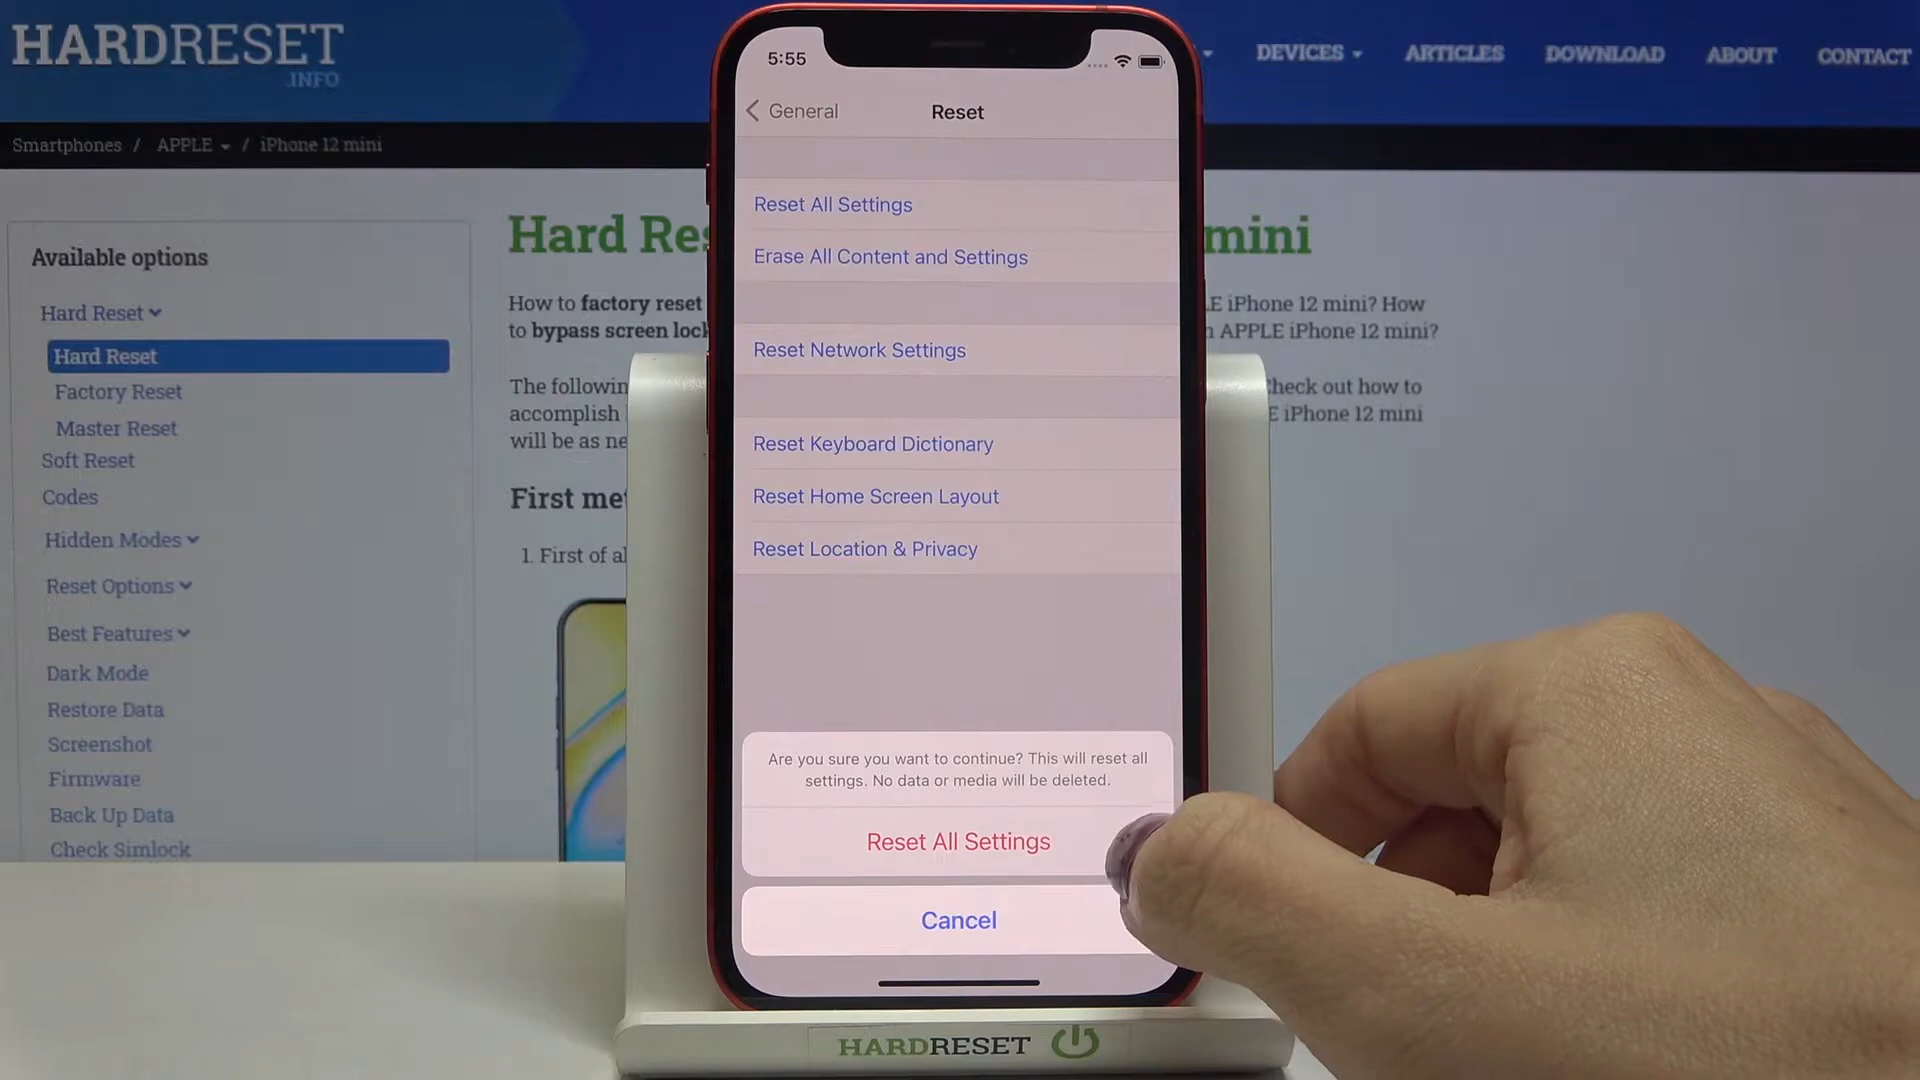 HARDRESET
.INFO
DEVICES
ARTICLES
DOWNLOAD
ABOUT
CONTACT
Smartphones / APPLE / iPhone 12 mini
Available options
Hard Reset
Hard Reset
Factory Reset
Master Reset
Soft Reset
Codes
Hidden Modes
Reset Options
Best Features
Dark Mode
Restore Data
Screenshot
Firmware
Back Up Data
Check Simlock
Hard
mini
How to factory reset
iPhone 12 mini? How
to bypass screen
APPLE iPhone 12 mini?
The
Check out how to
accomplish
iPhone 12 mini
will be as
First
1. First of
5:55
General
Reset
Reset All Settings
Erase All Content and Settings
Reset Network Settings
Reset Keyboard Dictionary
Reset Home Screen Layout
Reset Location & Privacy
Are you sure you want to continue? This will reset all
settings. No data or media will be deleted.
Reset All Settings
Cancel
HARDRESET